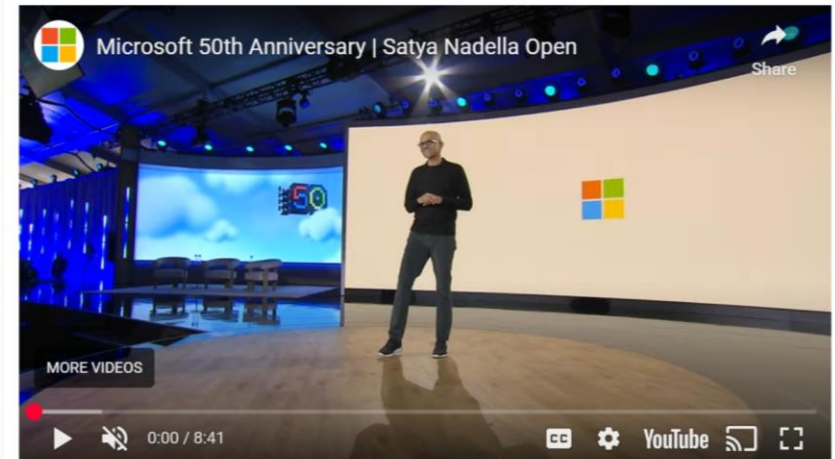 Microsoft 50th Anniversary | Satya Nadella Open
Share
50
MORE VIDEOS
0:00 / 8:41
CC
YouTube